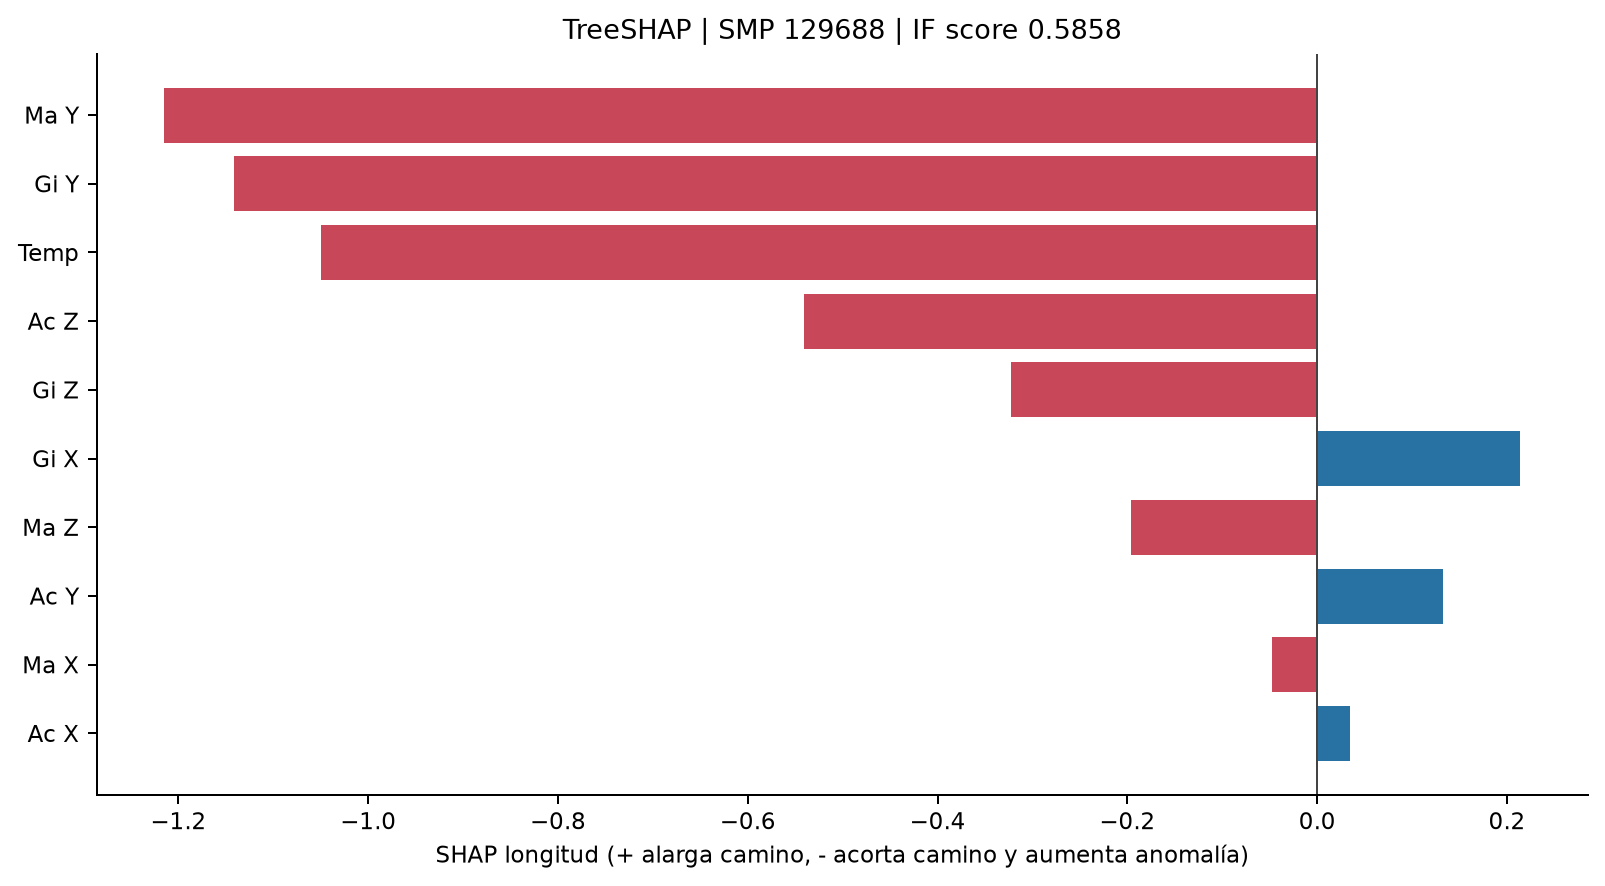 TreeSHAP | SMP 129688 | IF score 0.5858
Ma Y
Gi Y
Temp
Ac Z
Gi Z
Gi X
Ma Z
Ac Y
Ma X
Ac X
−1.2 −1.0 −0.8 −0.6 −0.4 −0.2 0.0 0.2
SHAP longitud (+ alarga camino, - acorta camino y aumenta anomalía)